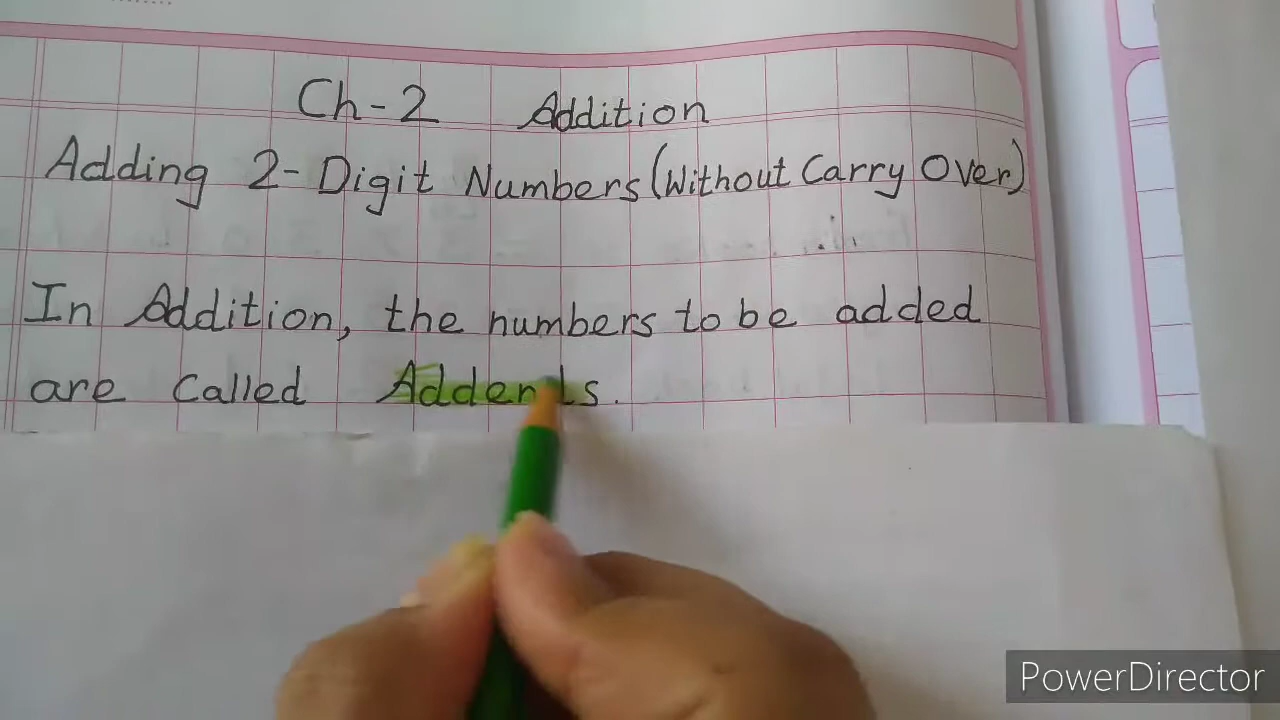 Ch-2 Addition
Adding 2-Digit Numbers (Without Carry Over)
In Addition, the numbers to be added
are called Addends.
PowerDirector